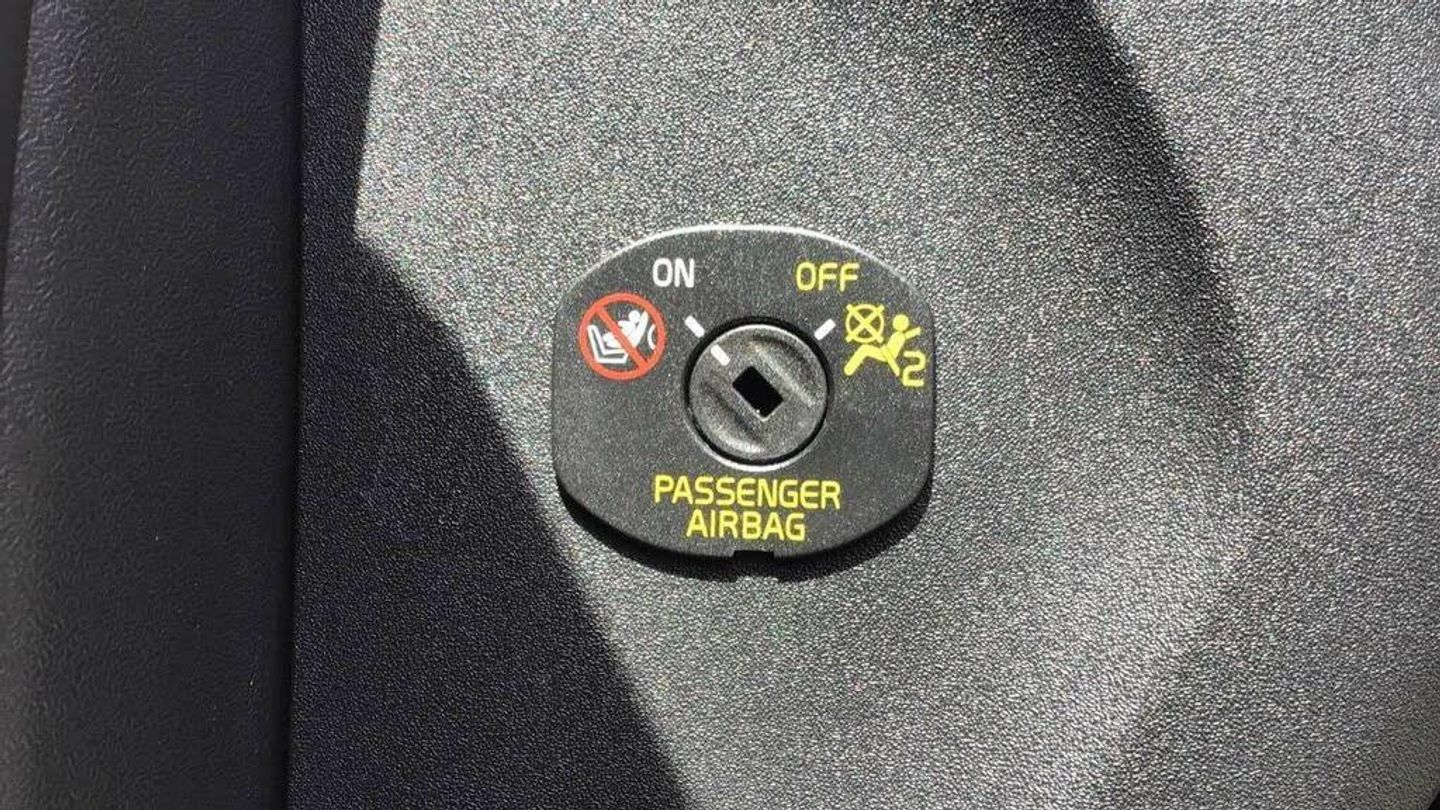 ON OFF
2
PASSENGER
AIRBAG